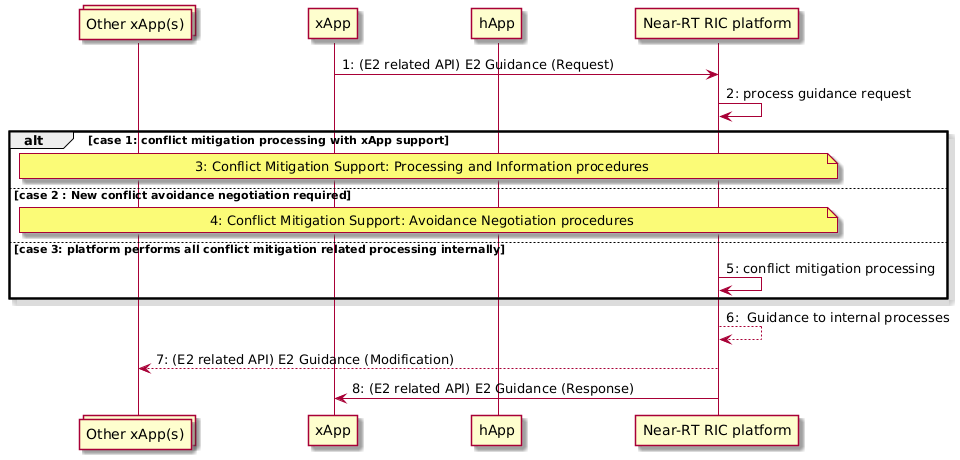 Other xApp(s)
xApp
hApp
Near-RT RIC platform
1: (E2 related API) E2 Guidance (Request)
2: process guidance request
alt
[case 1: conflict mitigation processing with xApp support]
3: Conflict Mitigation Support: Processing and Information procedures
[case 2 : New conflict avoidance negotiation required]
4: Conflict Mitigation Support: Avoidance Negotiation procedures
[case 3: platform performs all conflict mitigation related processing internally]
5: conflict mitigation processing
6:  Guidance to internal processes
7: (E2 related API) E2 Guidance (Modification)
8: (E2 related API) E2 Guidance (Response)
Other xApp(s)
xApp
hApp
Near-RT RIC platform